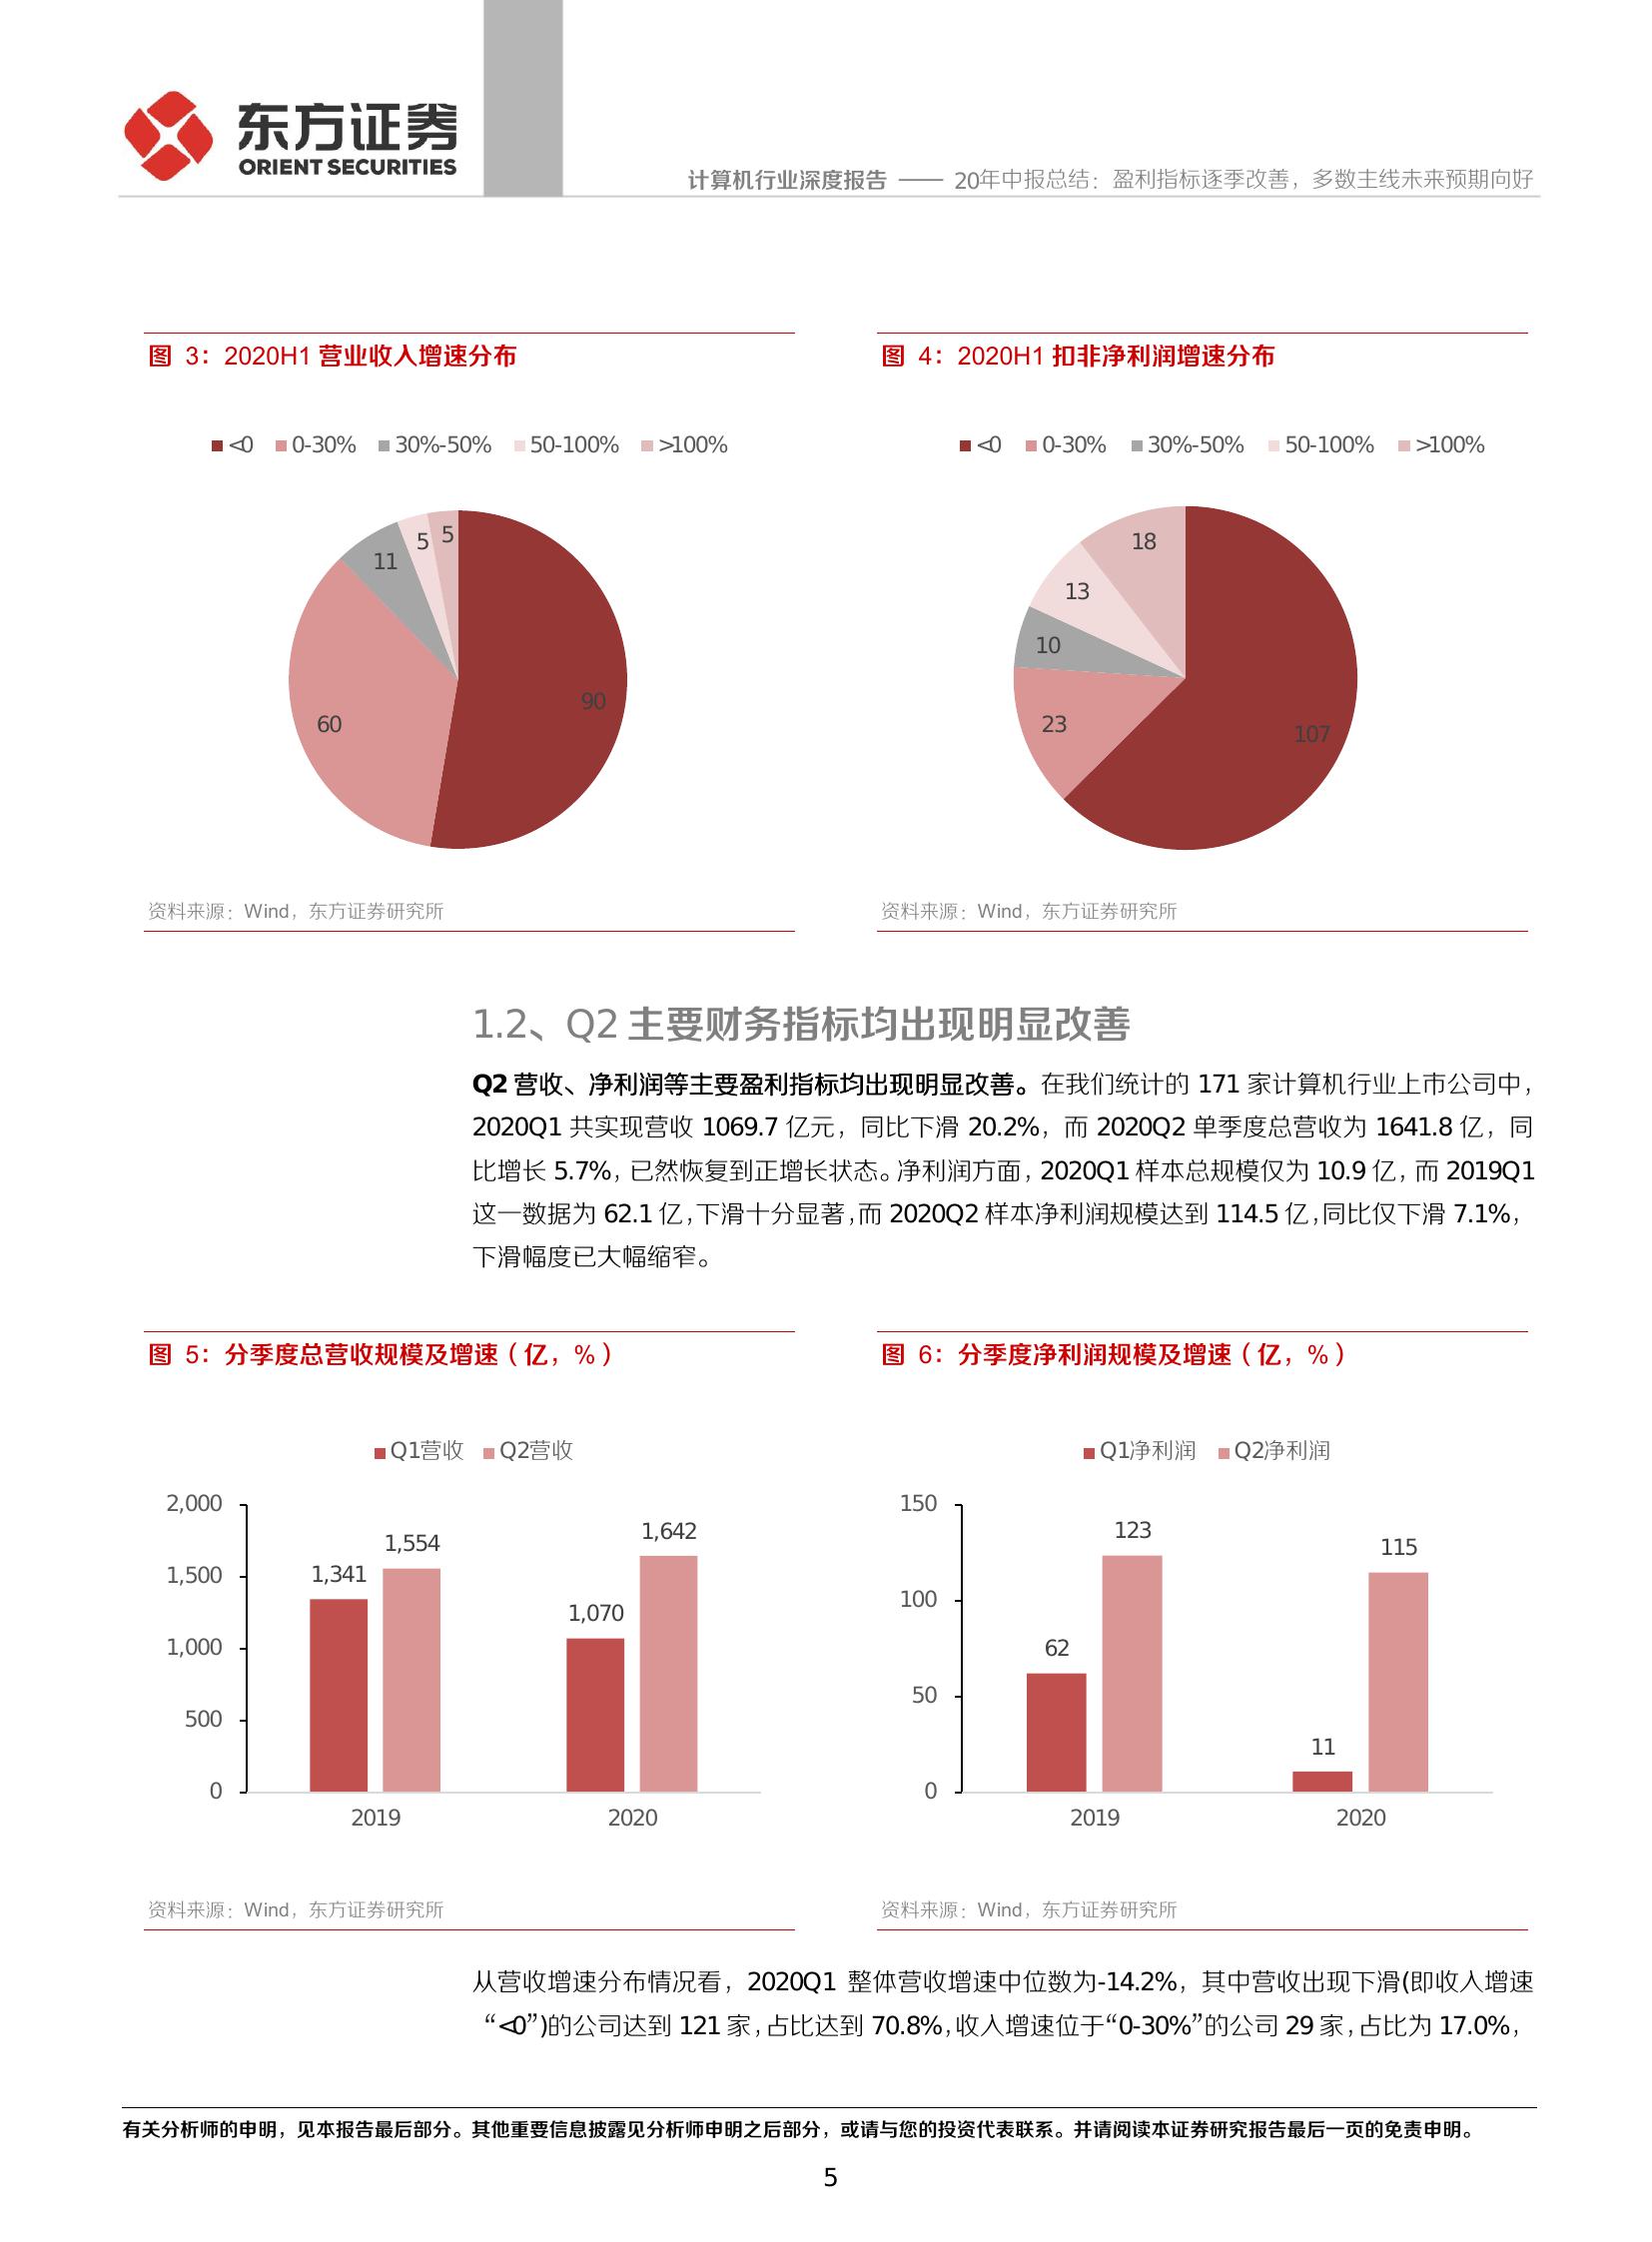 东方证券
ORIENT SECURITIES
计算机行业深度报告 —— 20年中报总结：盈利指标逐季改善，多数主线未来预期向好
图 3：2020H1 营业收入增速分布
<0 0-30% 30%-50% 50-100% >100%
5
5
11
90
60
资料来源：Wind，东方证券研究所
图 4：2020H1 扣非净利润增速分布
<0 0-30% 30%-50% 50-100% >100%
18
13
10
23
107
资料来源：Wind，东方证券研究所
1.2、Q2 主要财务指标均出现明显改善
Q2 营收、净利润等主要盈利指标均出现明显改善。在我们统计的 171 家计算机行业上市公司中，
2020Q1 共实现营收 1069.7 亿元，同比下滑 20.2%，而 2020Q2 单季度总营收为 1641.8 亿，同
比增长 5.7%，已然恢复到正增长状态。净利润方面，2020Q1 样本总规模仅为 10.9 亿，而 2019Q1
这一数据为 62.1 亿，下滑十分显著，而 2020Q2 样本净利润规模达到 114.5 亿，同比仅下滑 7.1%，
下滑幅度已大幅缩窄。
图 5：分季度总营收规模及增速（亿，%）
Q1营收 Q2营收
2,000
1,500
1,000
500
0
1,341
1,554
1,070
1,642
2019 2020
资料来源：Wind，东方证券研究所
图 6：分季度净利润规模及增速（亿，%）
Q1净利润 Q2净利润
150
100
50
0
62
123
11
115
2019 2020
资料来源：Wind，东方证券研究所
从营收增速分布情况看，2020Q1 整体营收增速中位数为-14.2%，其中营收出现下滑(即收入增速
“<0”)的公司达到 121 家，占比达到 70.8%，收入增速位于“0-30%”的公司 29 家，占比为 17.0%，
有关分析师的申明，见本报告最后部分。其他重要信息披露见分析师申明之后部分，或请与您的投资代表联系。并请阅读本证券研究报告最后一页的免责申明。
5